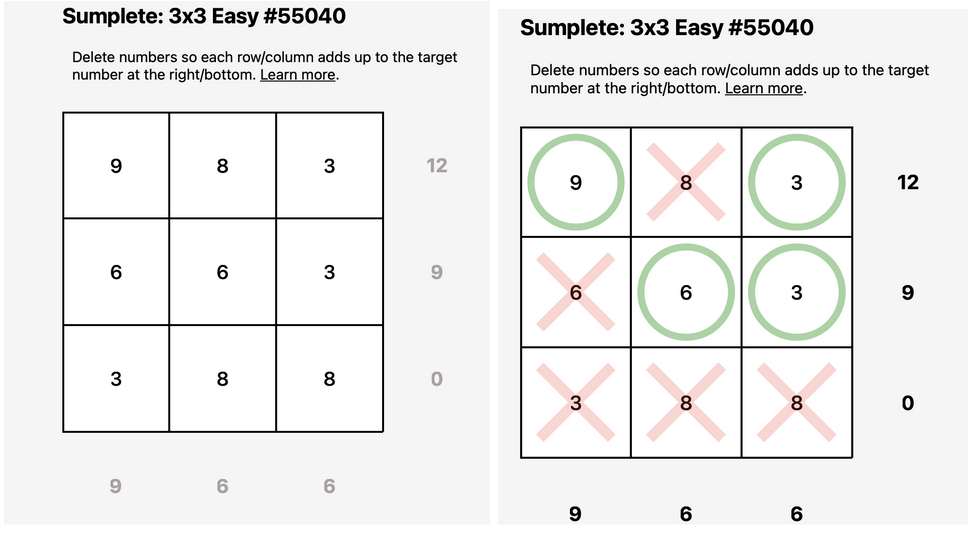 Sumplete: 3x3 Easy #55040
Delete numbers so each row/column adds up to the target
number at the right/bottom. Learn more.
9 8 3 12
6 6 3 9
3 8 8 0
9 6 6
Sumplete: 3x3 Easy #55040
Delete numbers so each row/column adds up to the target
number at the right/bottom. Learn more.
9 8 3 12
6 6 3 9
3 8 8 0
9 6 6